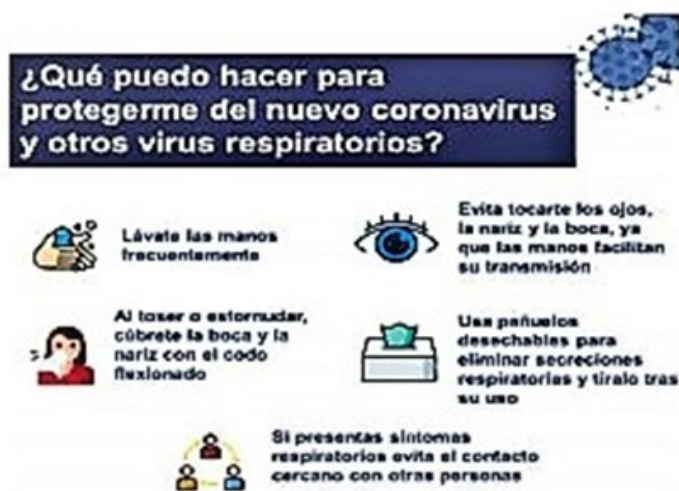 ¿Qué puedo hacer para
protegerme del nuevo coronavirus
y otros virus respiratorios?
Lávate las manos
frecuentemente
Evita tocarte los ojos,
la nariz y la boca, ya
que las manos facilitan
su transmisión
Al toser o estornudar,
cúbrete la boca y la
nariz con el codo
flexionado
Usa pañuelos
desechables para
eliminar secreciones
respiratorias y tíralo tras
su uso
Si presentas síntomas
respiratorios evita el contacto
cercano con otras personas